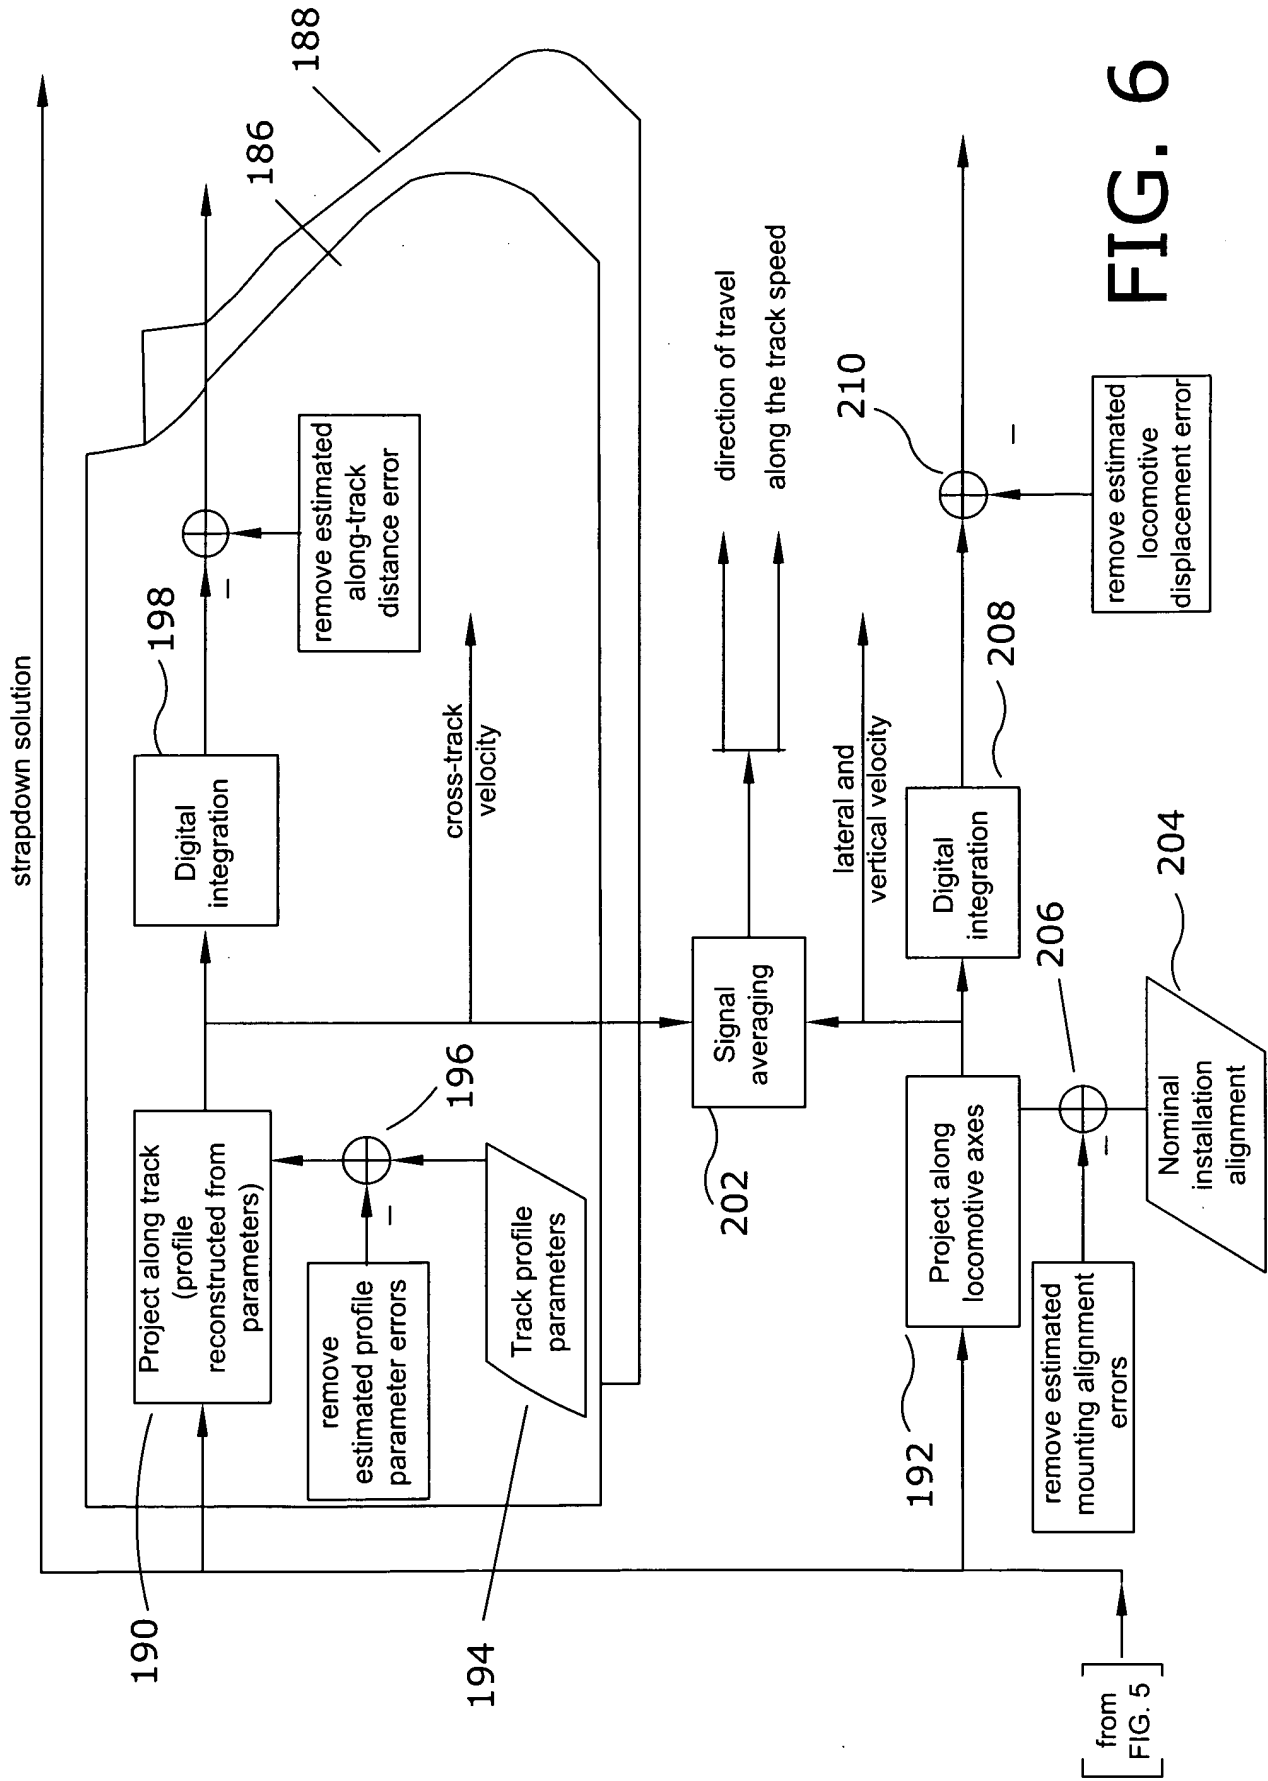 strapdown solution
188
186
198
Digital
integration
remove estimated
along-track
distance error
190
Project along track
(profile
reconstructed from
parameters)
196
remove
estimated profile
parameter errors
194
Track profile
parameters
cross-track
velocity
202
Signal
averaging
direction of travel
along the track speed
lateral and
vertical velocity
192
Project along
locomotive axes
Digital
integration
208
210
remove estimated
locomotive
displacement error
206
204
remove estimated
mounting alignment
errors
Nominal
installation
alignment
from
FIG. 5
FIG. 6